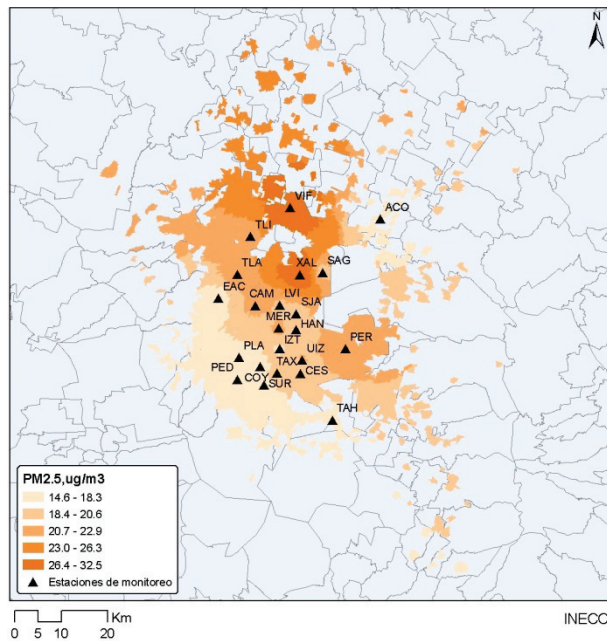 N
VIF
ACO
TLI
TLA
XAL
SAG
EAC
CAM
LVI
SJA
MER
HAN
IZT
PLA
UIZ
PER
PED
TAX
COY
CES
SUR
TAH
PM2.5,ug/m3
14.6 - 18.3
18.4 - 20.6
20.7 - 22.9
23.0 - 26.3
26.4 - 32.5
Estaciones de monitoreo
Km
0 5 10 20
INECC